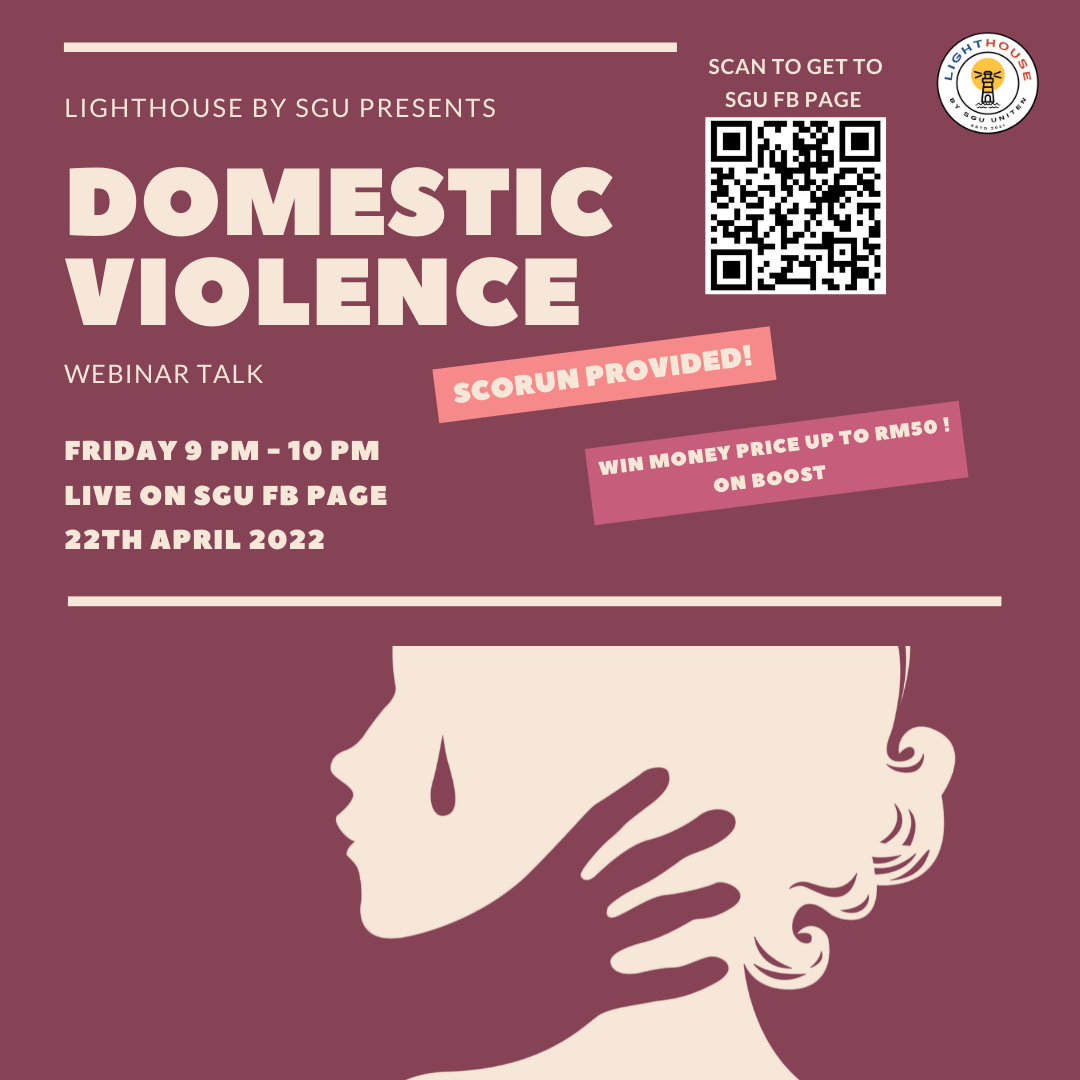 SCAN TO GET TO
SGU FB PAGE
LIGHTHOUSE
BY SGU UNITEN
ESTD 2021
LIGHTHOUSE BY SGU PRESENTS
DOMESTIC
VIOLENCE
WEBINAR TALK
SCORUN PROVIDED!
WIN MONEY PRICE UP TO RM50 !
ON BOOST
FRIDAY 9 PM - 10 PM
LIVE ON SGU FB PAGE
22TH APRIL 2022